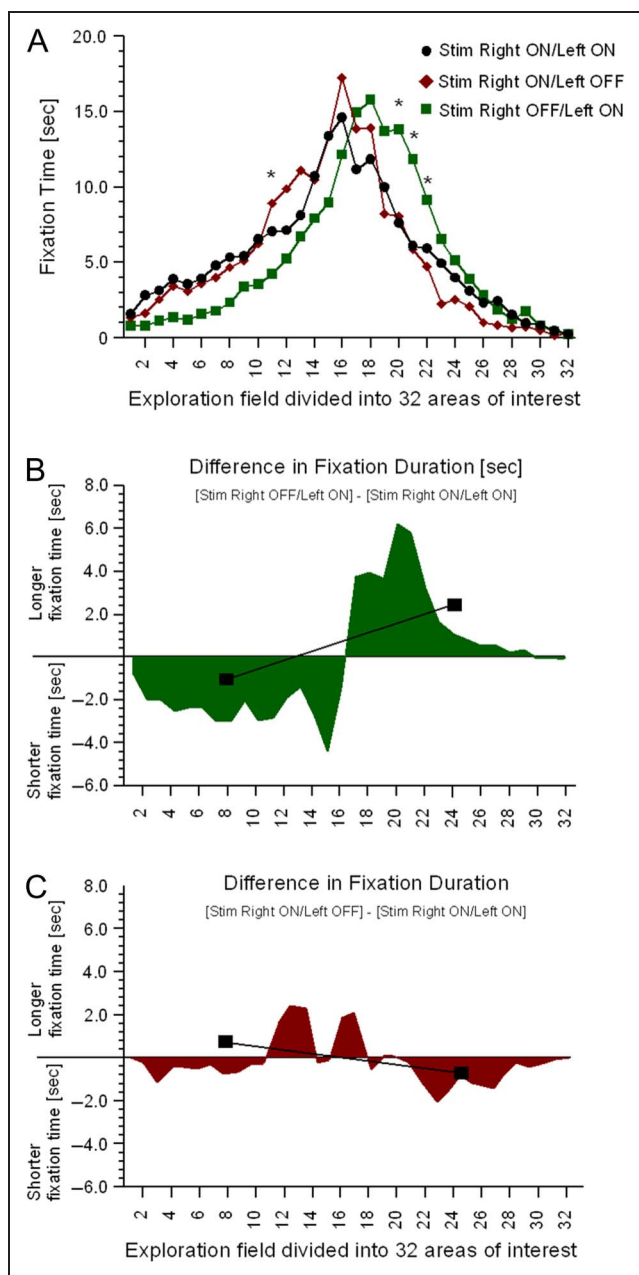 A
20.0
15.0
10.0
5.0
0
Fixation Time [sec]
Stim Right ON/Left ON
Stim Right ON/Left OFF
Stim Right OFF/Left ON
*
*
*
*
2 4 6 8 10 12 14 16 18 20 22 24 26 28 30 32
Exploration field divided into 32 areas of interest
B
Difference in Fixation Duration [sec]
[Stim Right OFF/Left ON] - [Stim Right ON/Left ON]
Longer
fixation time [sec]
Shorter
fixation time [sec]
8.0
6.0
4.0
2.0
–2.0
–4.0
–6.0
2 4 6 8 10 12 14 16 18 20 22 24 26 28 30 32
C
Difference in Fixation Duration
[Stim Right ON/Left OFF] - [Stim Right ON/Left ON]
Longer
fixation time [sec]
Shorter
fixation time [sec]
8.0
6.0
4.0
2.0
–2.0
–4.0
–6.0
2 4 6 8 10 12 14 16 18 20 22 24 26 28 30 32
Exploration field divided into 32 areas of interest